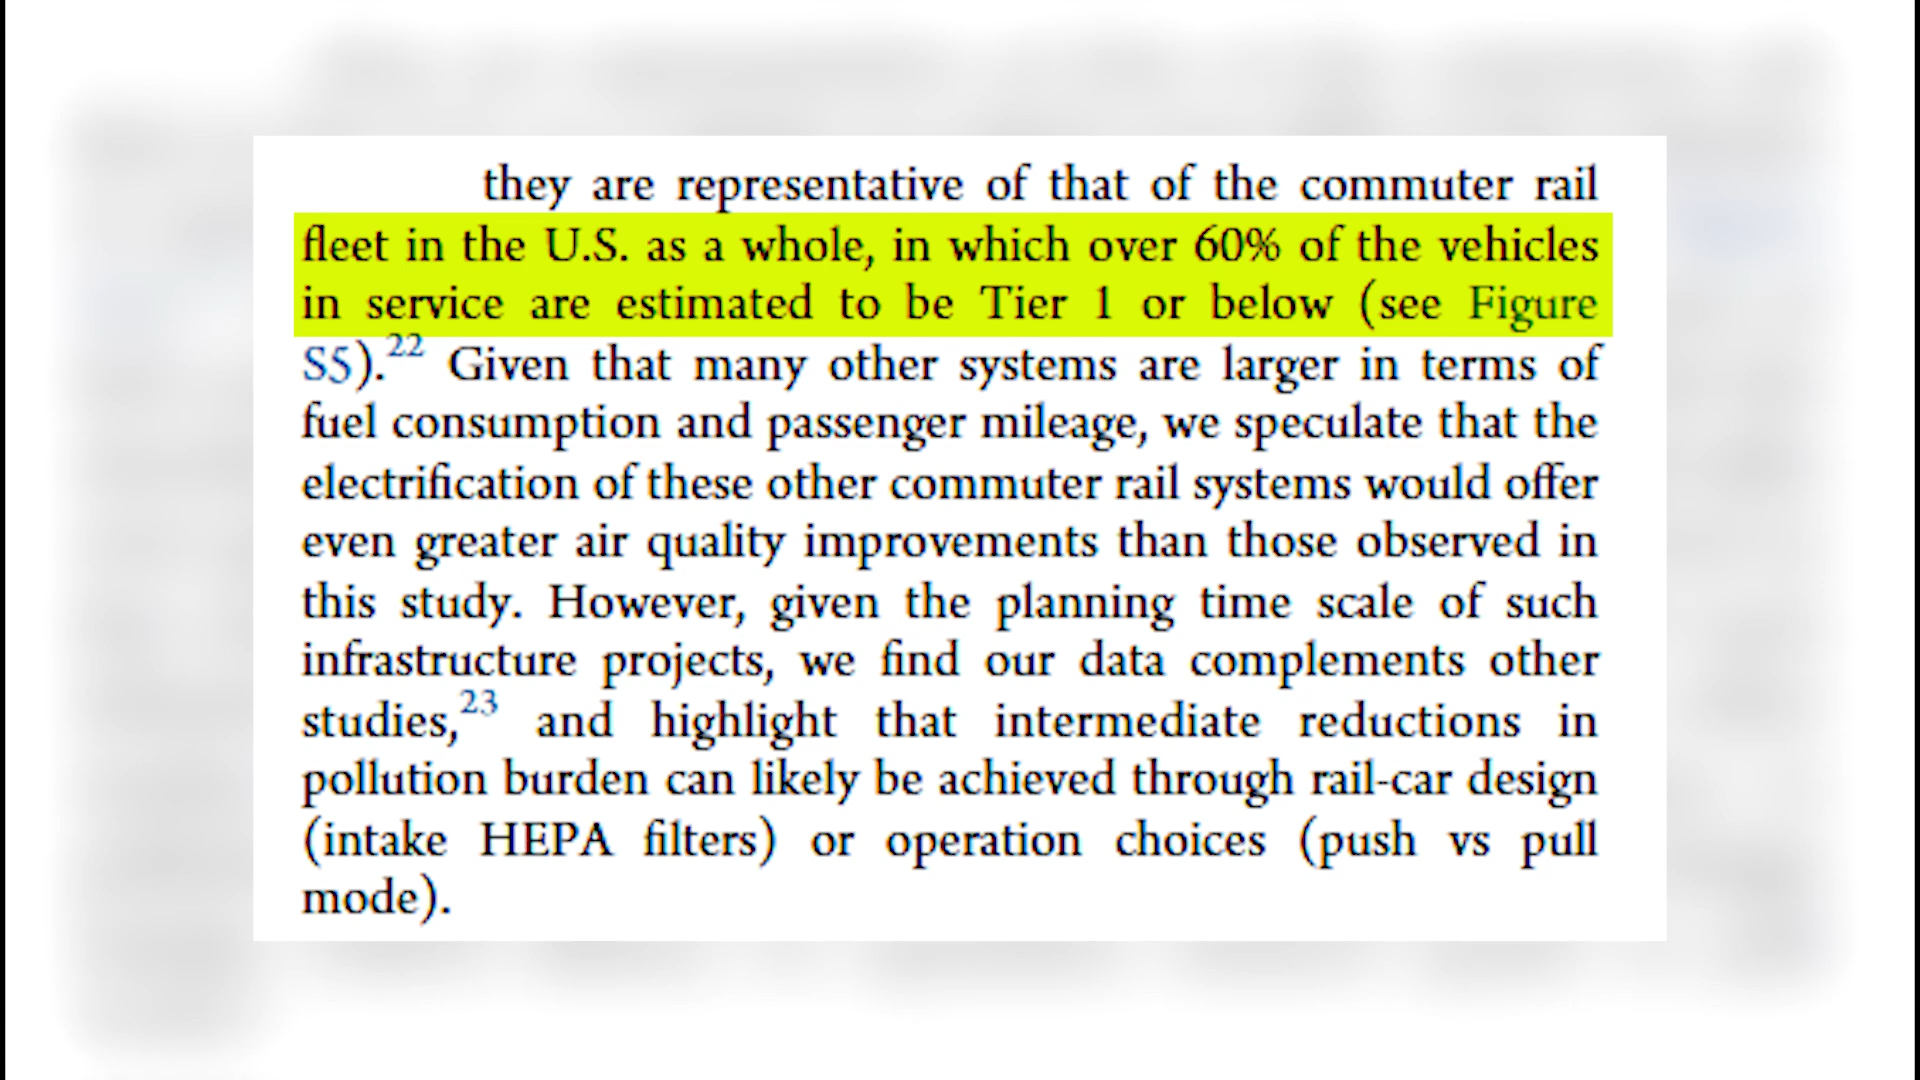 they are representative of that of the commuter rail
fleet in the U.S. as a whole, in which over 60% of the vehicles
in service are estimated to be Tier 1 or below (see Figure
S5).22 Given that many other systems are larger in terms of
fuel consumption and passenger mileage, we speculate that the
electrification of these other commuter rail systems would offer
even greater air quality improvements than those observed in
this study. However, given the planning time scale of such
infrastructure projects, we find our data complements other
studies,23 and highlight that intermediate reductions in
pollution burden can likely be achieved through rail-car design
(intake HEPA filters) or operation choices (push vs pull
mode).